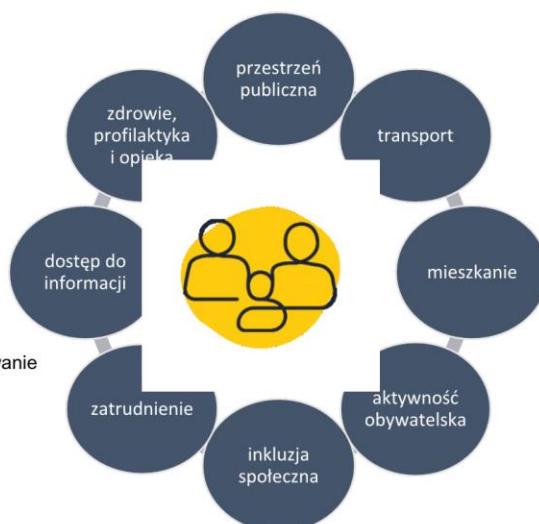 przestrzeń
publiczna
transport
mieszkanie
aktywność
obywatelska
inkluzja
społeczna
zatrudnienie
dostęp do
informacji
zdrowie,
profilaktyka
i opieka